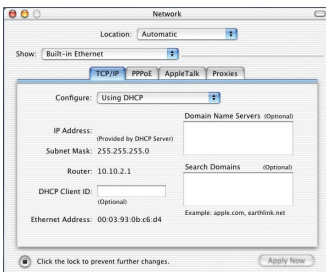 Network
Location: Automatic
Show: Built-in Ethernet
TCP/IP PPPoE AppleTalk Proxies
Configure: Using DHCP
Domain Name Servers (Optional)
IP Address:
(Provided by DHCP Server)
Subnet Mask: 255.255.255.0
Router: 10.10.2.1
Search Domains (Optional)
DHCP Client ID:
(Optional)
Example: apple.com, earthlink.net
Ethernet Address: 00:03:93:0b:c6:d4
Click the lock to prevent further changes.
Apply Now